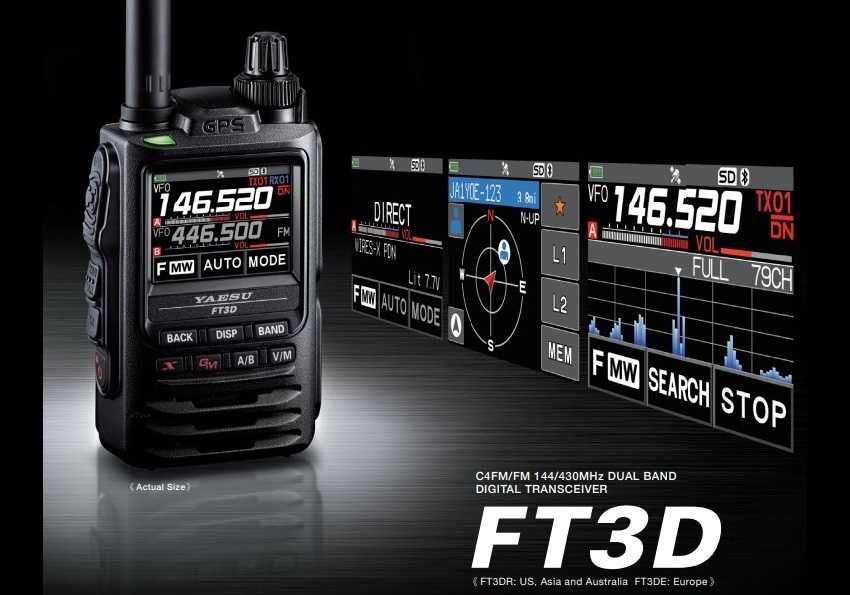 GPS
VFO
TX01 RX01
146.520
DN
A
VOL
VFO
446.500
FM
B
VOL
F MW
AUTO
MODE
YAESU
FT3D
BACK
DISP
BAND
X
GM
A/B
V/M
《 Actual Size 》
SD
DIRECT
A
VOL
WIRES-X PDN
Lit 7.7V
F MW
AUTO
MODE
SD
JA1YOE-123
3.8mi
N
N-UP
W
E
S
L1
L2
MEM
SD
VFO
146.520
TX01
DN
A
VOL
FULL
79CH
F MW
SEARCH
STOP
C4FM/FM 144/430MHz DUAL BAND
DIGITAL TRANSCEIVER
FT3D
《 FT3DR: US, Asia and Australia FT3DE: Europe 》